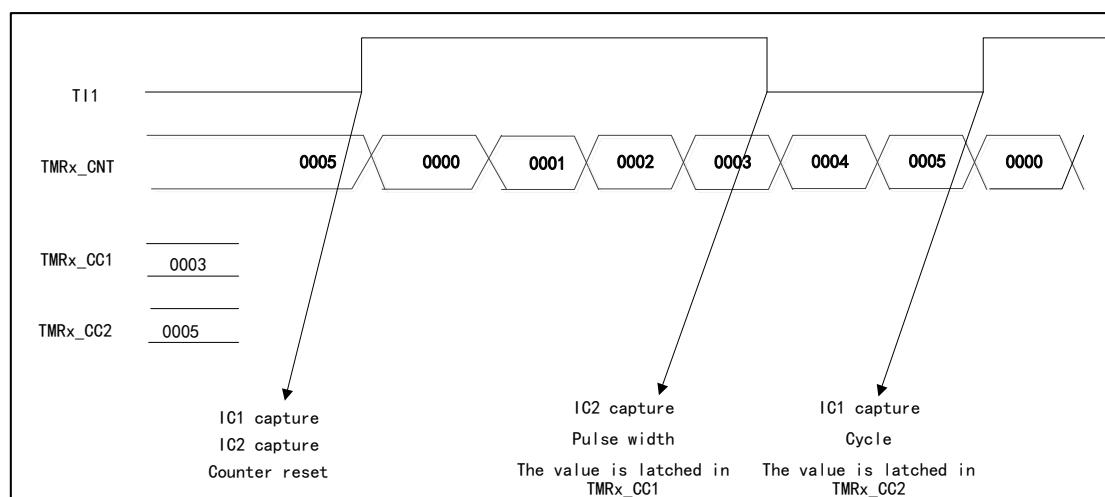 TI1
TMRx_CNT
0005 0000 0001 0002 0003 0004 0005 0000
TMRx_CC1
0003
TMRx_CC2
0005
IC1 capture
IC2 capture
Counter reset
IC2 capture
Pulse width
The value is latched in
TMRx_CC1
IC1 capture
Cycle
The value is latched in
TMRx_CC2